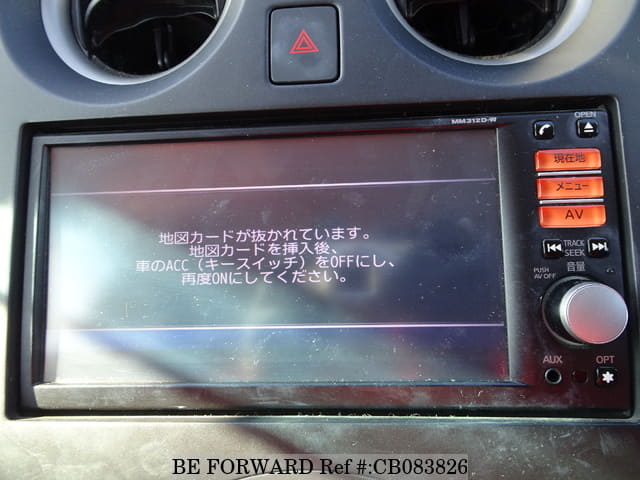 MM312D-W
OPEN
現在地
メニュー
AV
地図カードが抜かれています。
地図カードを挿入後、
車のACC（キースイッチ）をOFFにし、
再度ONにしてください。
TRACK
SEEK
音量
PUSH
AV OFF
AUX
OPT
BE FORWARD Ref #:CB083826